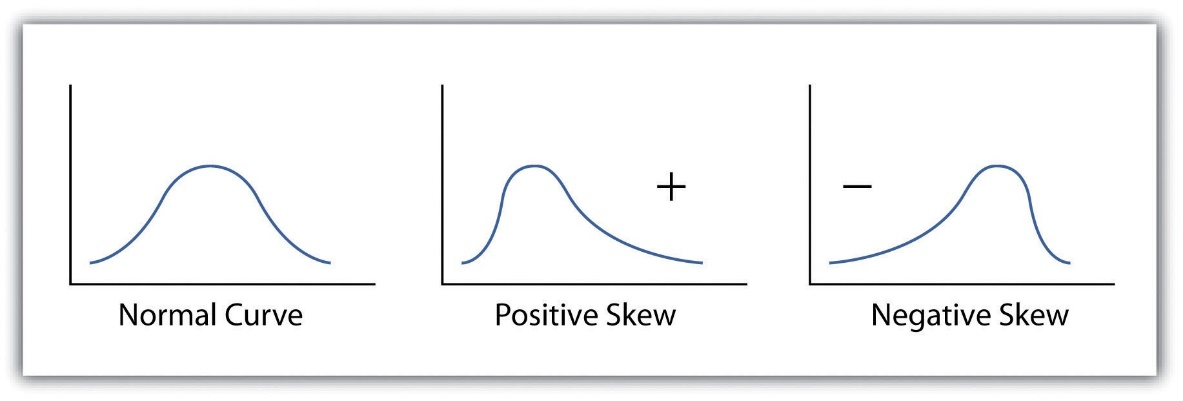 +
−
Normal Curve
Positive Skew
Negative Skew